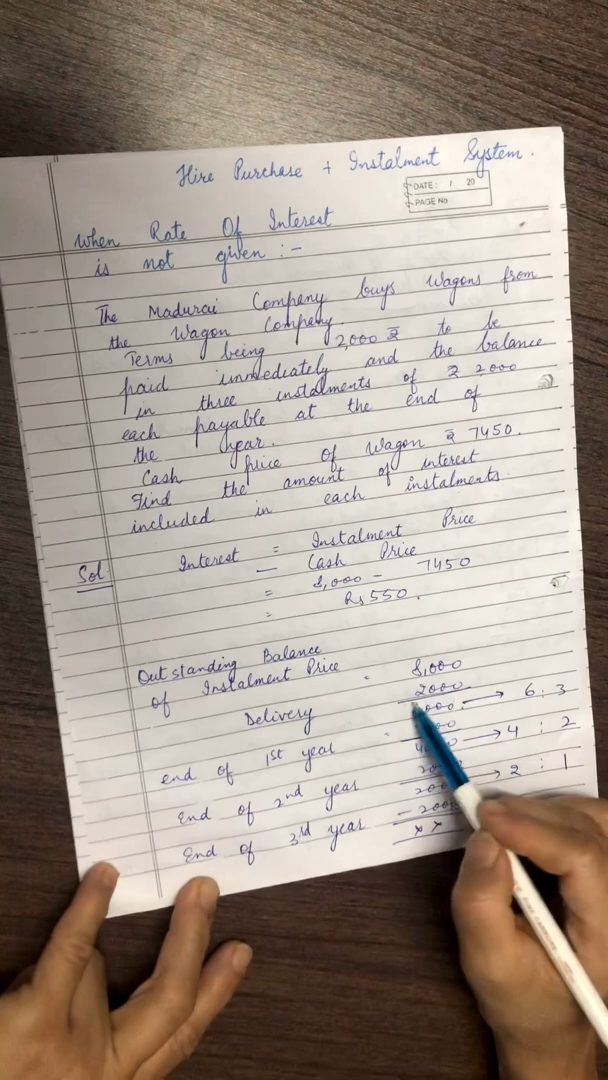 Hire Purchase + Instalment System.
DATE: 1 20
PAGE No
When Rate Of Interest
is not given :-
The Madurai Company buys Wagons from
the Wagon Company.
Terms being 2,000 ₹ to be
paid immediately and the balance
in three instalments of ₹ 2000
each payable at the end of
the year.
Cash price of Wagon ₹ 7450.
Find the amount of interest
included in each instalments.
Sol Interest = Instalment Price
— Cash Price
= 8,000 - 7450
= Rs 550.
Outstanding Balance
of Instalment Price 8,000
Delivery 2000
→ 6 : 3
end of 1st year
→ 4 : 2
End of 2nd year
→ 2 : 1
End of 3rd year
x x